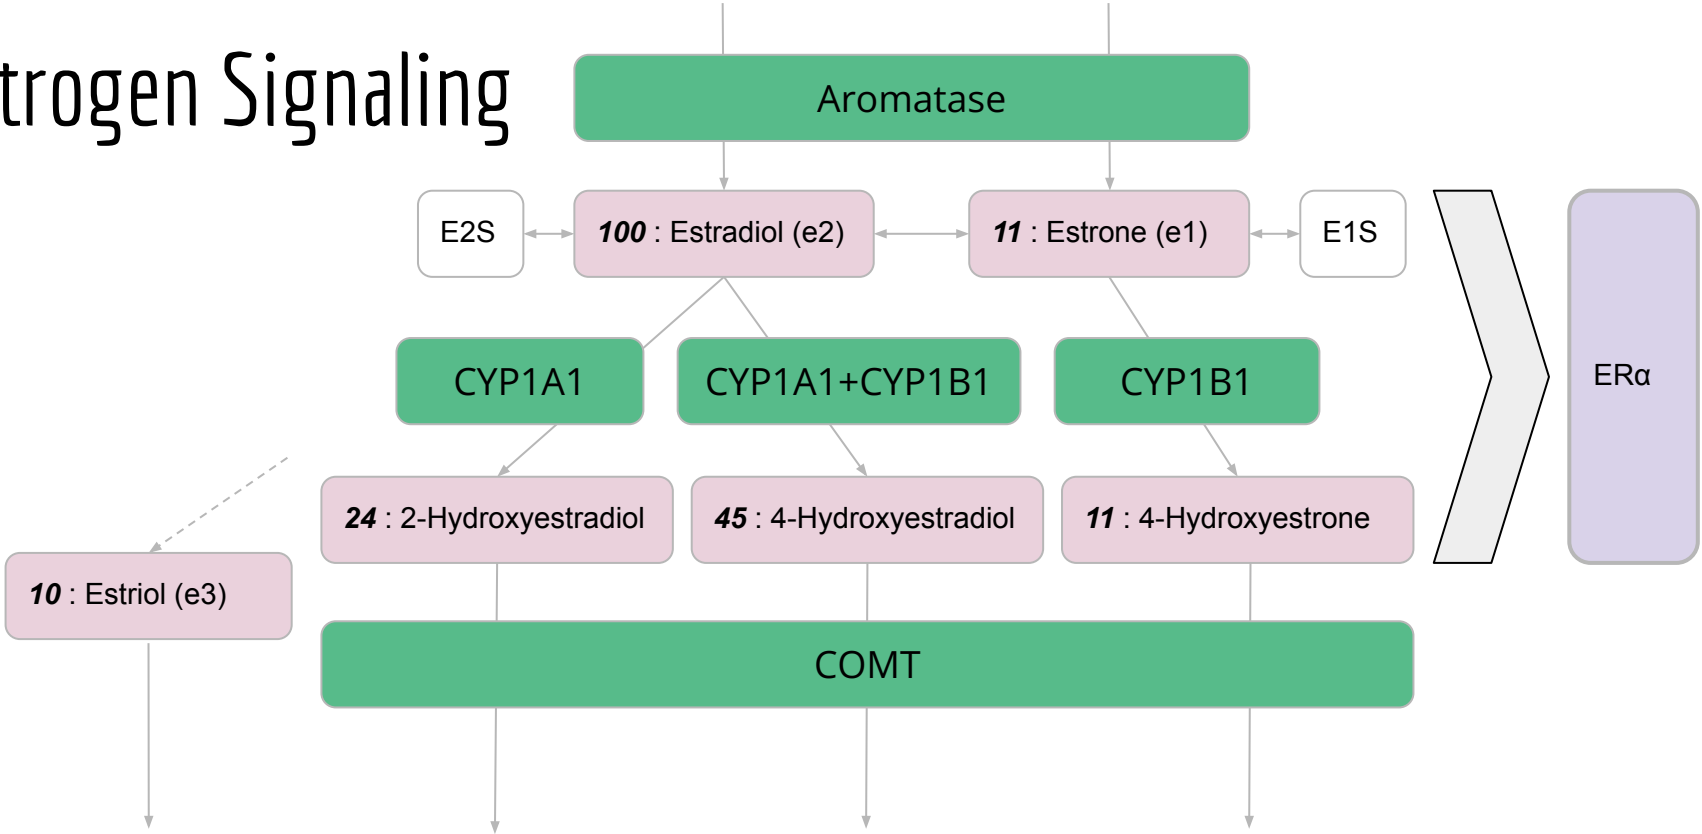 trogen Signaling
Aromatase
E2S
100 : Estradiol (e2)
11 : Estrone (e1)
E1S
CYP1A1
CYP1A1+CYP1B1
CYP1B1
ERα
24 : 2-Hydroxyestradiol
45 : 4-Hydroxyestradiol
11 : 4-Hydroxyestrone
10 : Estriol (e3)
COMT